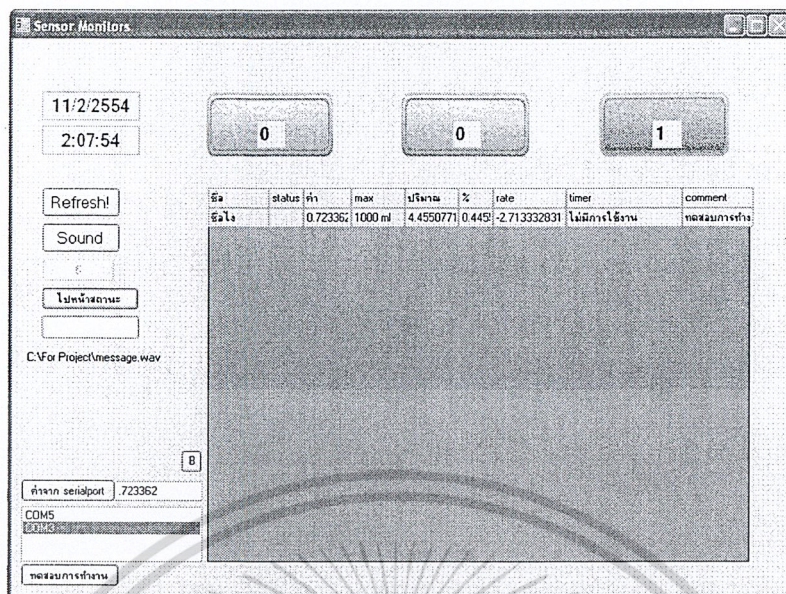 Sensor Monitors
11/2/2554
2:07:54
0
0
1
Refresh!
Sound
ไปหน้าสถานะ
C:\For Project\message.wav
ชื่อ status ค่า max ปริมาณ % rate timer comment
0.72336 1000 ml 4.4550771 0.445 -2.713332831 ไม่มีการใช้งาน ทดสอบการทำง
B
ค่าจาก serialport .723362
COM5
COM3
ทดสอบการทำงาน